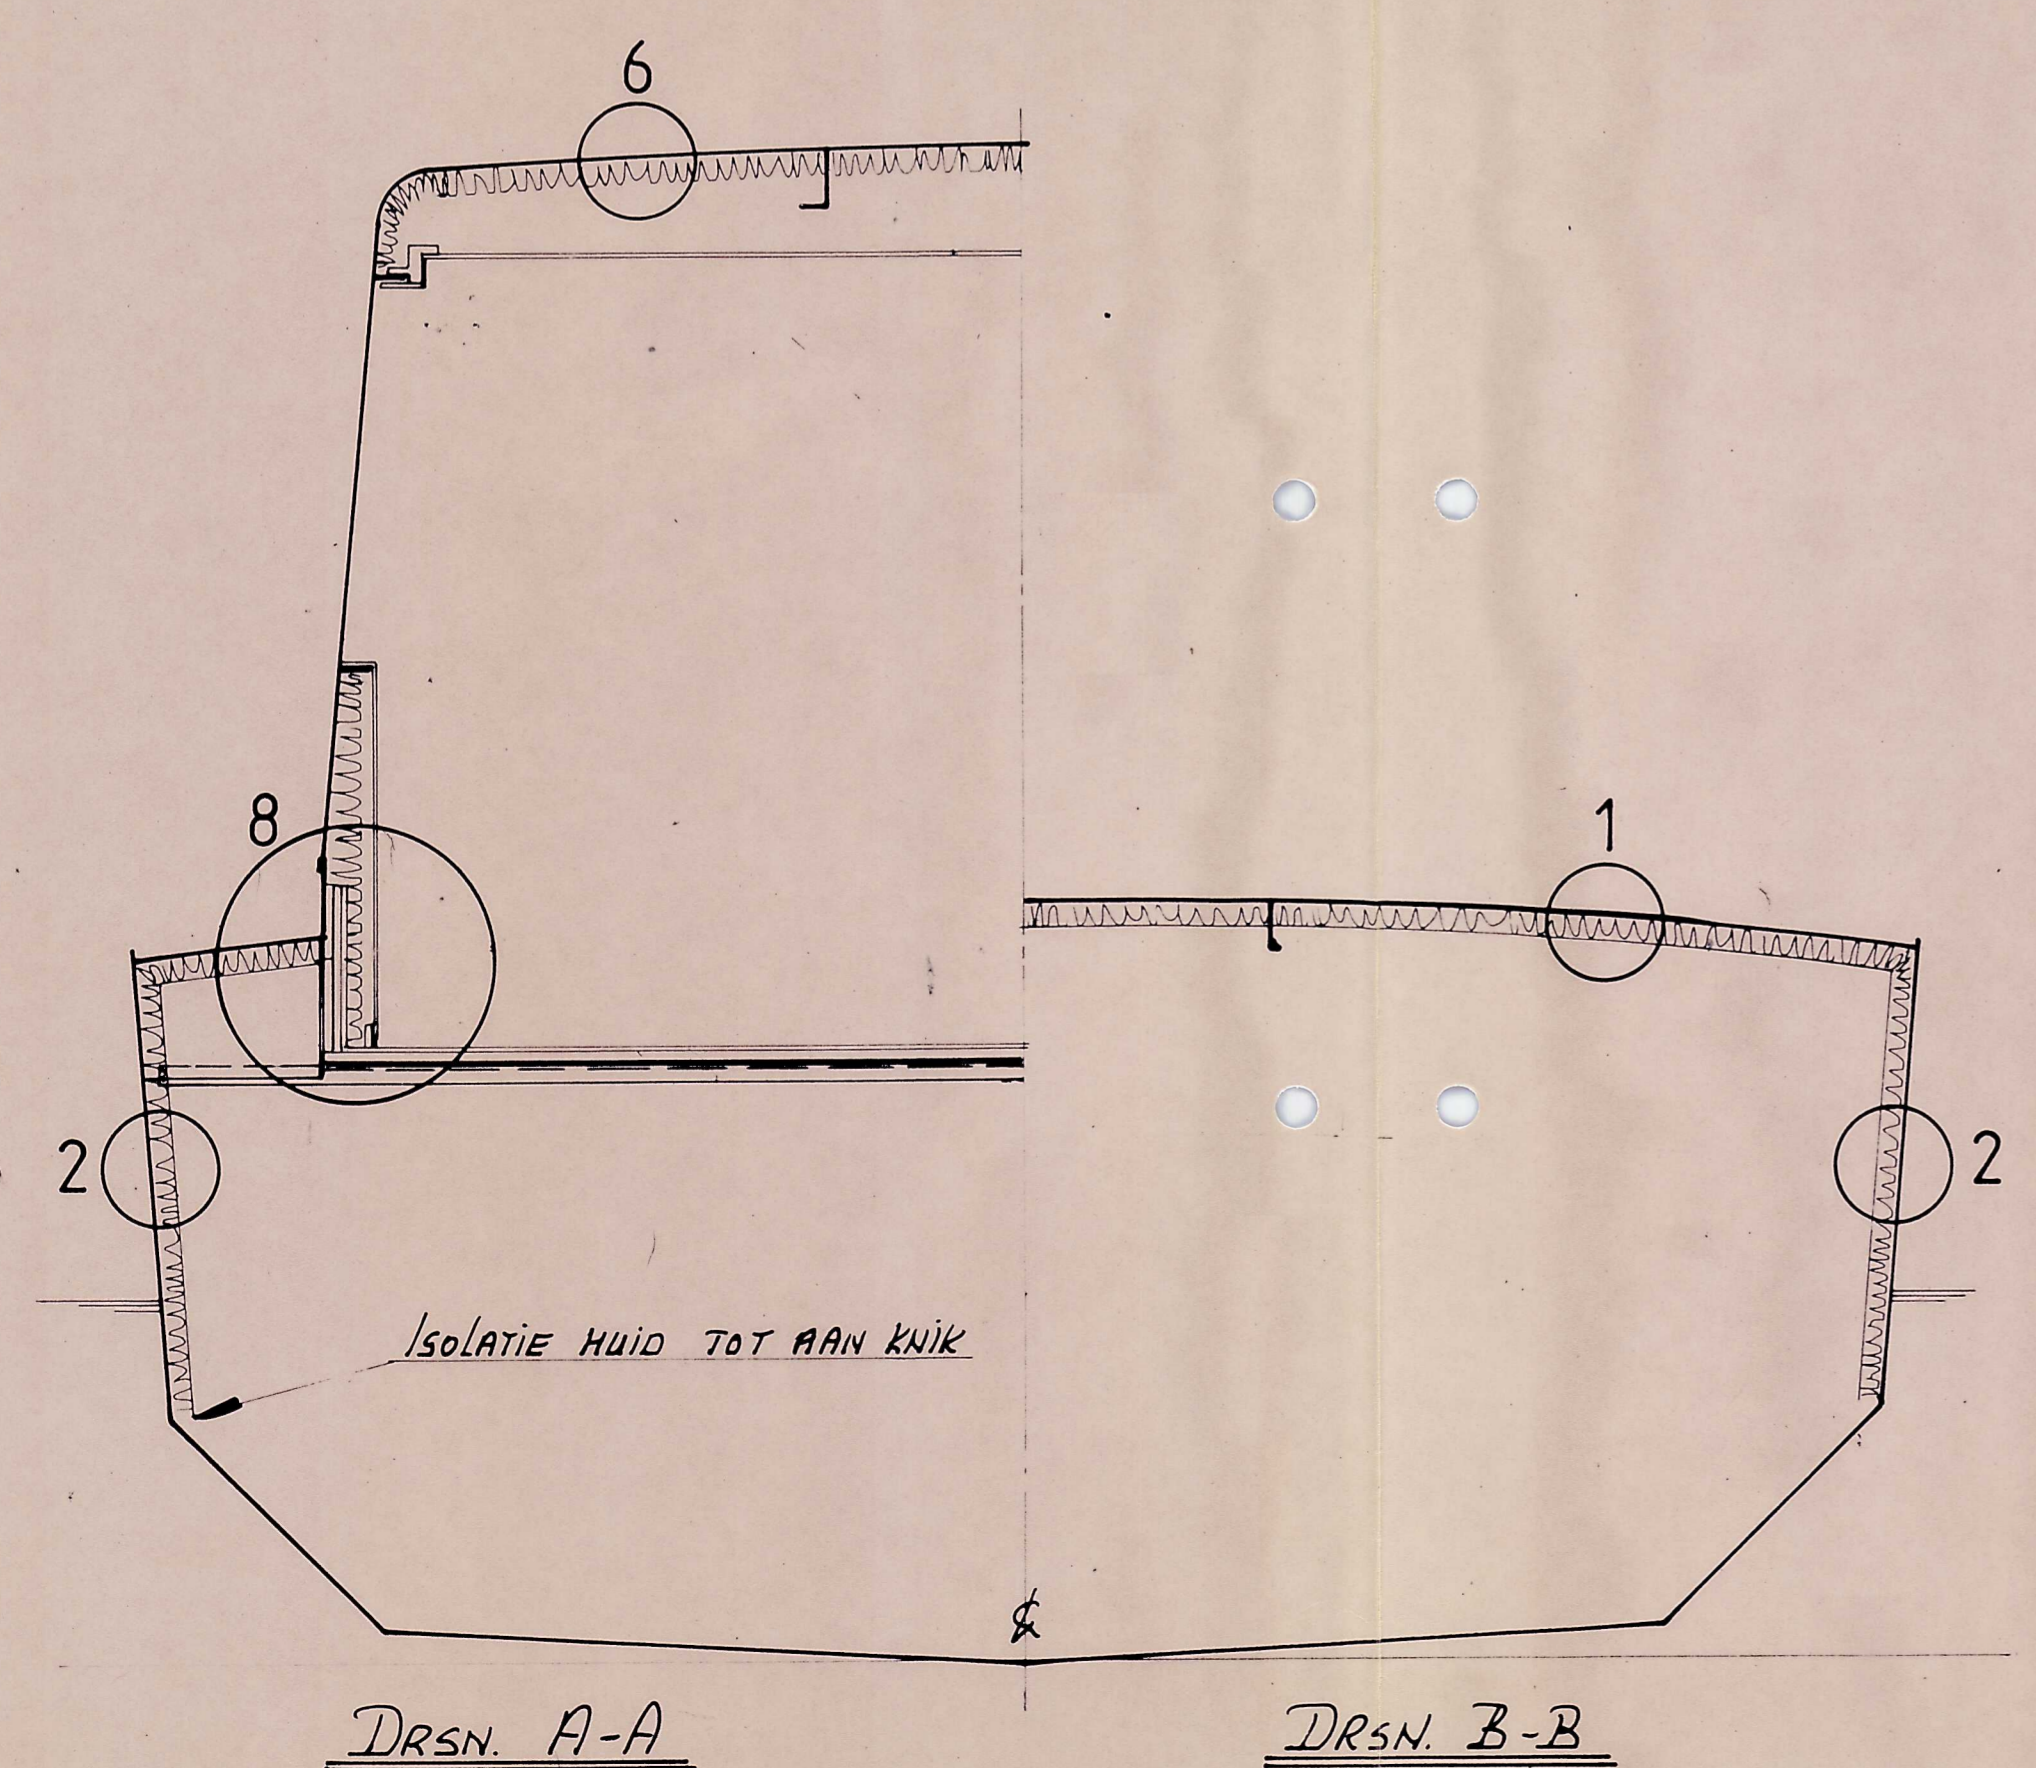 6
8
1
2
2
ISOLATIE HUID TOT AAN KNIK
℄
DRSN. A-A
DRSN. B-B